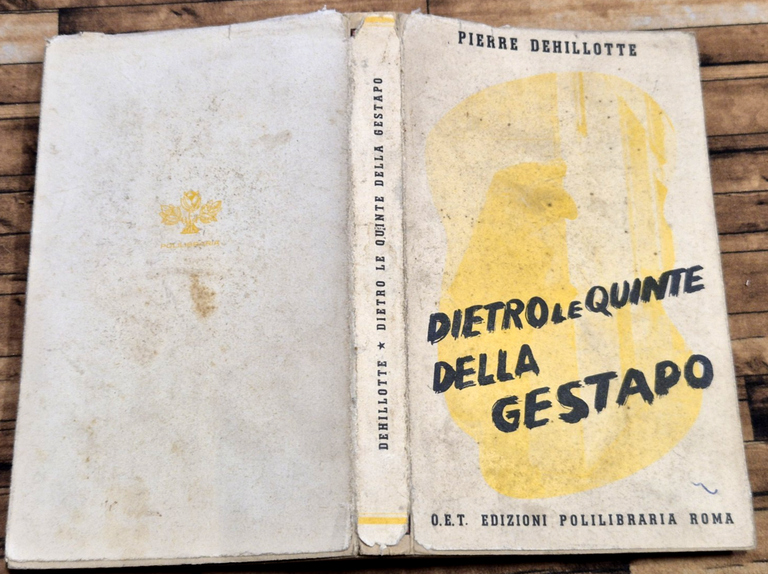 PIERRE DEHILLOTTE
DIETRO LE QUINTE
DELLA
GESTAPO
O.E.T. EDIZIONI POLILIBRARIA ROMA
DEHILLOTTE ★ DIETRO LE QUINTE DELLA GESTAPO